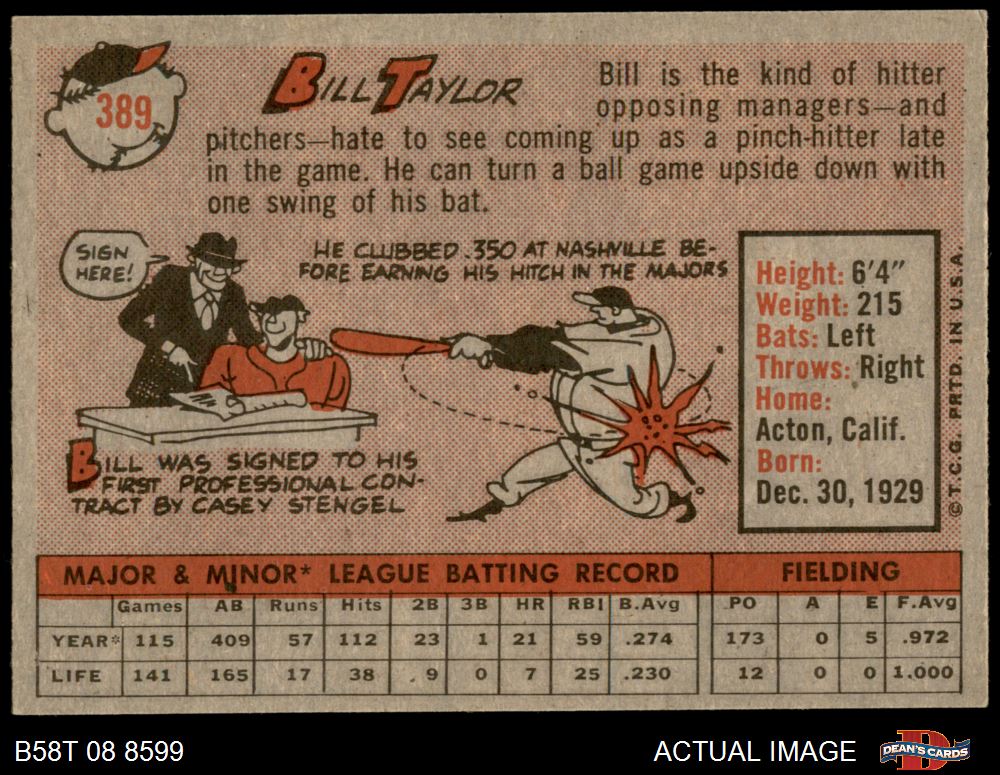 389
Bill Taylor
Bill is the kind of hitter
opposing managers—and
pitchers—hate to see coming up as a pinch-hitter late
in the game. He can turn a ball game upside down with
one swing of his bat.
SIGN
HERE!
HE CLUBBED .350 AT NASHVILLE BE-
FORE EARNING HIS HITCH IN THE MAJORS
BILL WAS SIGNED TO HIS
FIRST PROFESSIONAL CON-
TRACT BY CASEY STENGEL
Height: 6'4"
Weight: 215
Bats: Left
Throws: Right
Home:
Acton, Calif.
Born:
Dec. 30, 1929
© T.C.G. PRTD. IN U.S.A.
MAJOR & MINOR* LEAGUE BATTING RECORD FIELDING
Games AB Runs Hits 2B 3B HR RBI B.Avg PO A E F.Avg
YEAR* 115 409 57 112 23 1 21 59 .274 173 0 5 .972
LIFE 141 165 17 38 9 0 7 25 .230 12 0 0 1.000
B58T 08 8599
ACTUAL IMAGE
DEAN'S CARDS